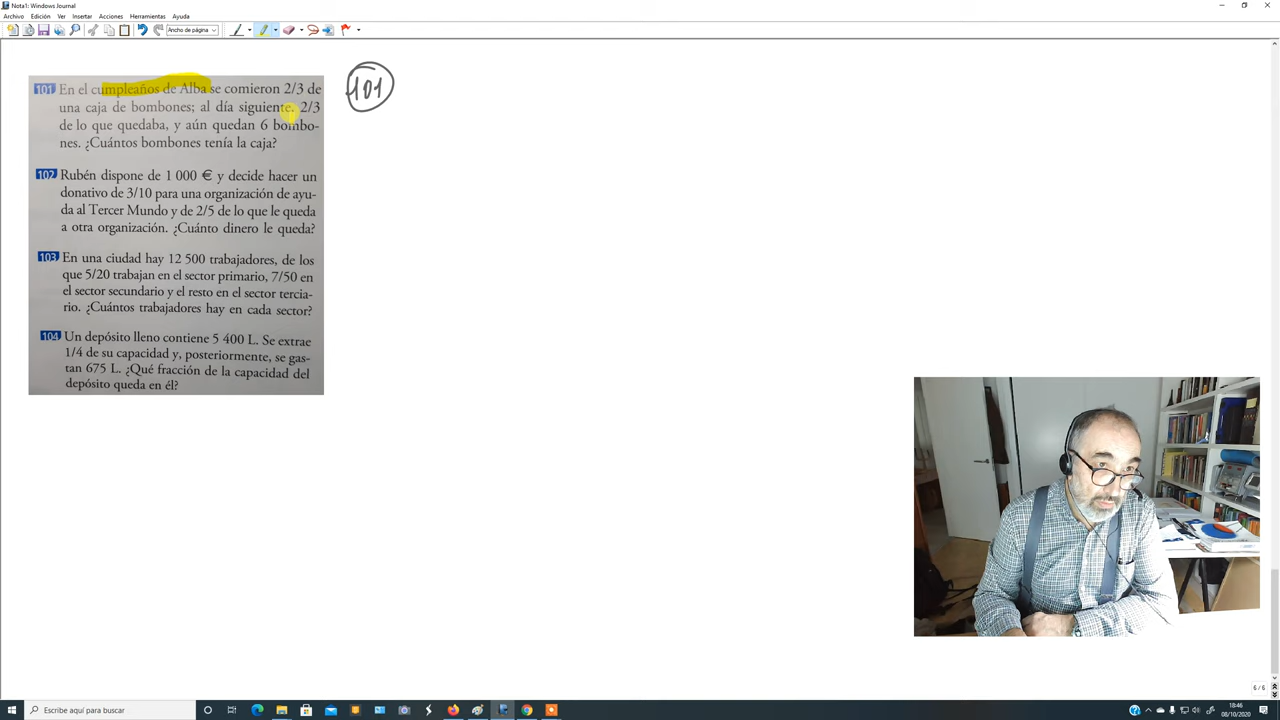 Nota1: Windows Journal
Archivo Edición Ver Insertar Acciones Herramientas Ayuda
Ancho de página
101 En el cumpleaños de Alba se comieron 2/3 de
una caja de bombones; al día siguiente, 2/3
de lo que quedaba, y aún quedan 6 bombo-
nes. ¿Cuántos bombones tenía la caja?
101
102 Rubén dispone de 1 000 € y decide hacer un
donativo de 3/10 para una organización de ayu-
da al Tercer Mundo y de 2/5 de lo que le queda
a otra organización. ¿Cuánto dinero le queda?
103 En una ciudad hay 12 500 trabajadores, de los
que 5/20 trabajan en el sector primario, 7/50 en
el sector secundario y el resto en el sector tercia-
rio. ¿Cuántos trabajadores hay en cada sector?
104 Un depósito lleno contiene 5 400 L. Se extrae
1/4 de su capacidad y, posteriormente, se gas-
tan 675 L. ¿Qué fracción de la capacidad del
depósito queda en él?
6 / 6
Escribe aquí para buscar
18:46
08/10/2020